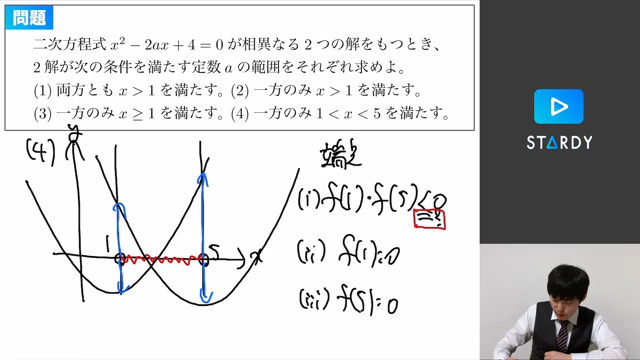 問題
二次方程式 x² − 2ax + 4 = 0 が相異なる 2 つの解をもつとき、
2 解が次の条件を満たす定数 a の範囲をそれぞれ求めよ。
(1) 両方とも x > 1 を満たす。(2) 一方のみ x > 1 を満たす。
(3) 一方のみ x ≥ 1 を満たす。(4) 一方のみ 1 < x < 5 を満たす。
STARDY
(4) y
端点
(i) f(1)・f(5) < 0
=?
1 5 x
(ii) f(1) = 0
(iii) f(5) = 0